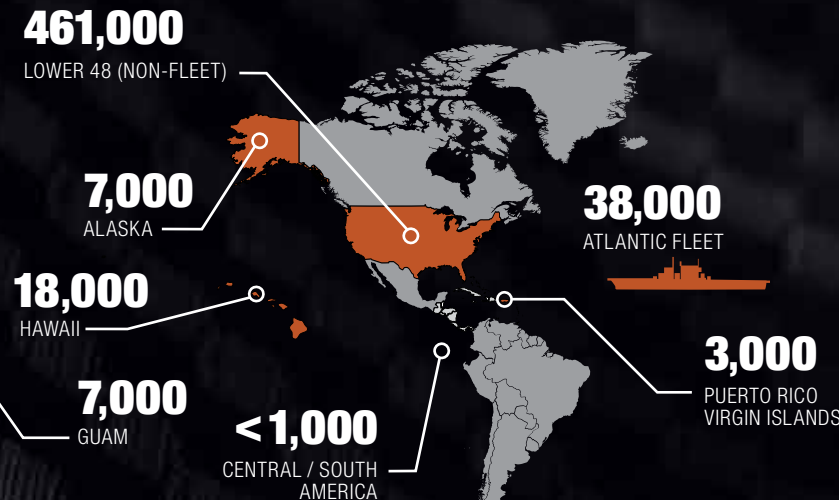 461,000
LOWER 48 (NON-FLEET)
7,000
ALASKA
38,000
ATLANTIC FLEET
18,000
HAWAII
3,000
PUERTO RICO
VIRGIN ISLANDS
7,000
GUAM
<1,000
CENTRAL / SOUTH
AMERICA